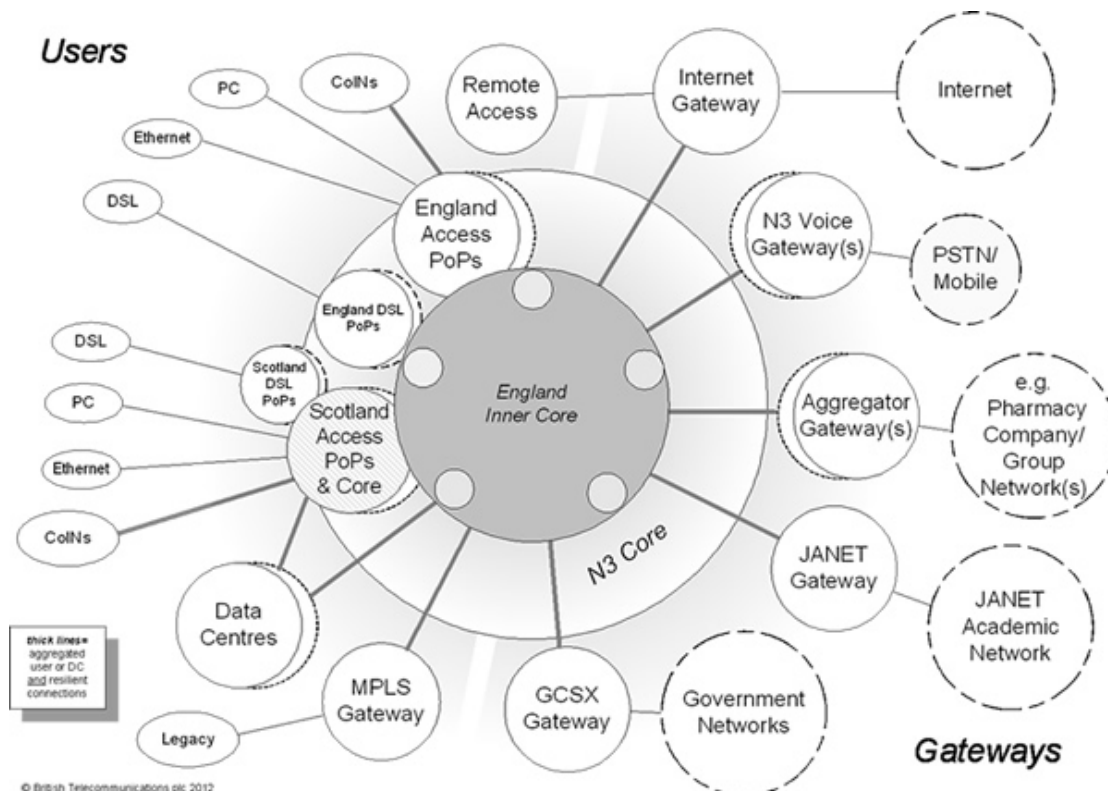 Users
PC
CoINs
Remote
Access
Internet
Gateway
Internet
Ethernet
DSL
England
Access
PoPs
N3 Voice
Gateway(s)
PSTN/
Mobile
England DSL
PoPs
DSL
Scotland
DSL
PoPs
England
Inner Core
PC
Scotland
Access
PoPs
& Core
Aggregator
Gateway(s)
e.g.
Pharmacy
Company/
Group
Network(s)
Ethernet
CoINs
N3 Core
JANET
Gateway
JANET
Academic
Network
Data
Centres
thick lines=
aggregated
user or DC
and resilient
connections
MPLS
Gateway
GCSX
Gateway
Government
Networks
Legacy
Gateways
© British Telecommunications plc 2012